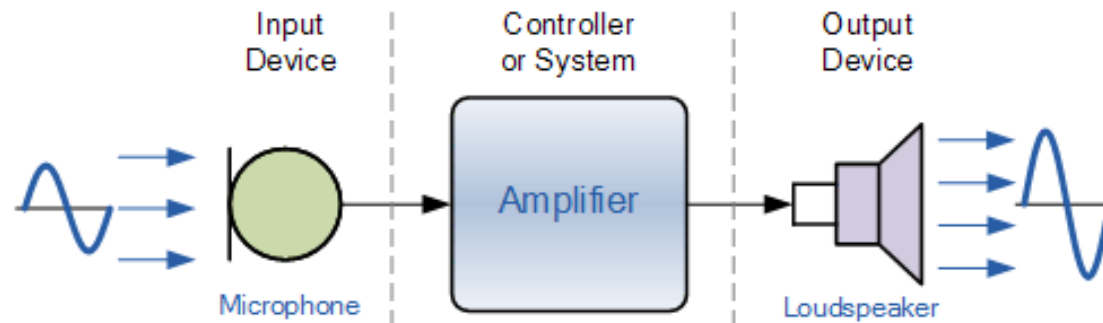 Input
Device
Controller
or System
Output
Device
Amplifier
Microphone
Loudspeaker